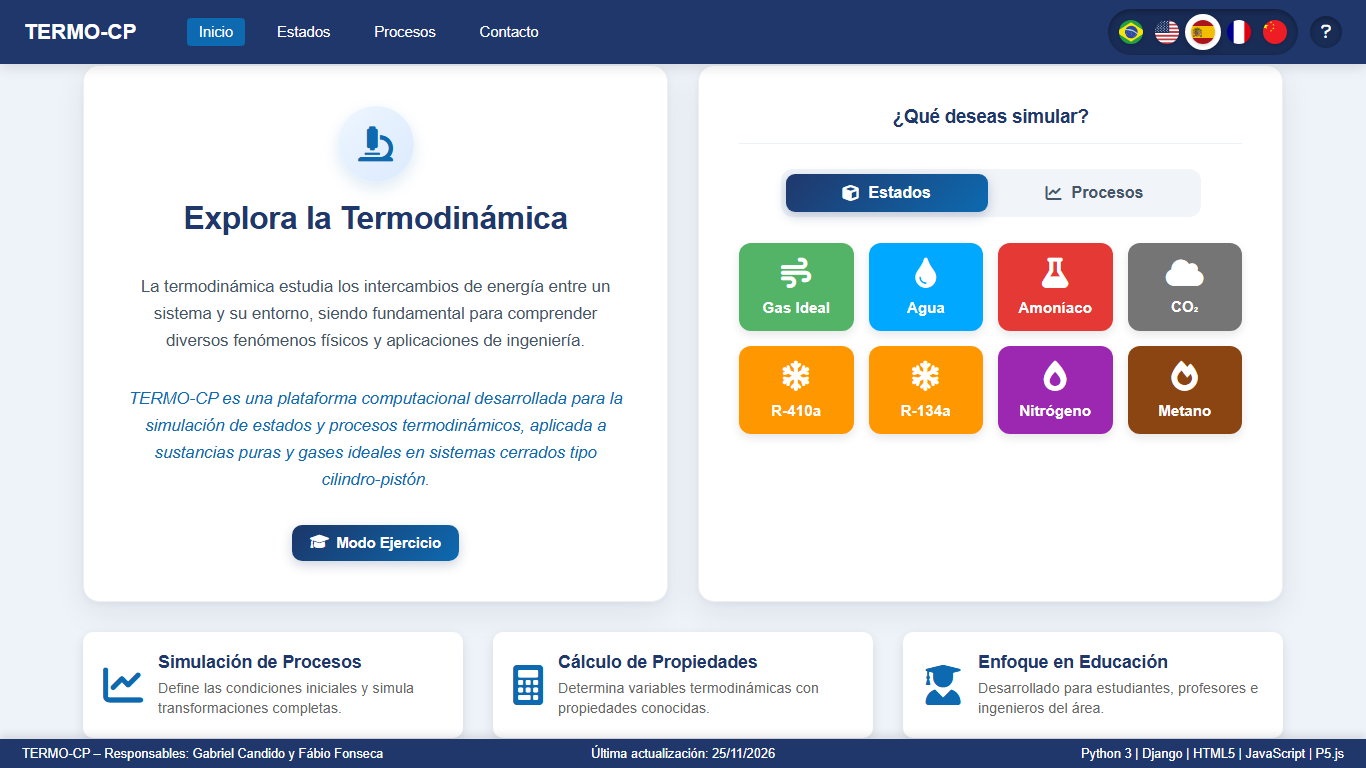 TERMO-CP
Inicio
Estados
Procesos
Contacto
?
Explora la Termodinámica
La termodinámica estudia los intercambios de energía entre un
sistema y su entorno, siendo fundamental para comprender
diversos fenómenos físicos y aplicaciones de ingeniería.
TERMO-CP es una plataforma computacional desarrollada para la
simulación de estados y procesos termodinámicos, aplicada a
sustancias puras y gases ideales en sistemas cerrados tipo
cilindro-pistón.
Modo Ejercicio
¿Qué deseas simular?
Estados
Procesos
Gas Ideal
Agua
Amoníaco
CO₂
R-410a
R-134a
Nitrógeno
Metano
Simulación de Procesos
Define las condiciones iniciales y simula
transformaciones completas.
Cálculo de Propiedades
Determina variables termodinámicas con
propiedades conocidas.
Enfoque en Educación
Desarrollado para estudiantes, profesores e
ingenieros del área.
TERMO-CP – Responsables: Gabriel Candido y Fábio Fonseca
Última actualización: 25/11/2026
Python 3 | Django | HTML5 | JavaScript | P5.js